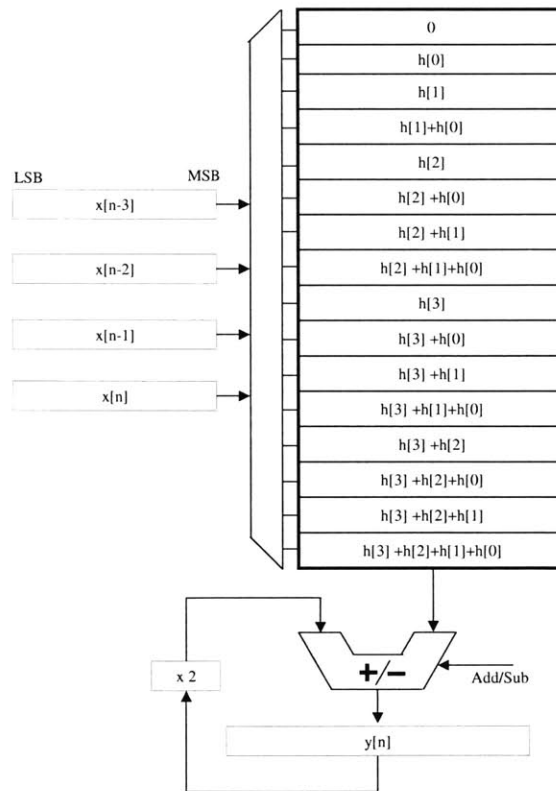 0
h[0]
h[1]
h[1]+h[0]
h[2]
LSB MSB
x[n-3]
h[2] +h[0]
h[2] +h[1]
x[n-2]
h[2] +h[1]+h[0]
h[3]
x[n-1]
h[3] +h[0]
h[3] +h[1]
x[n]
h[3] +h[1]+h[0]
h[3] +h[2]
h[3] +h[2]+h[0]
h[3] +h[2]+h[1]
h[3] +h[2]+h[1]+h[0]
x 2
+/−
Add/Sub
y[n]